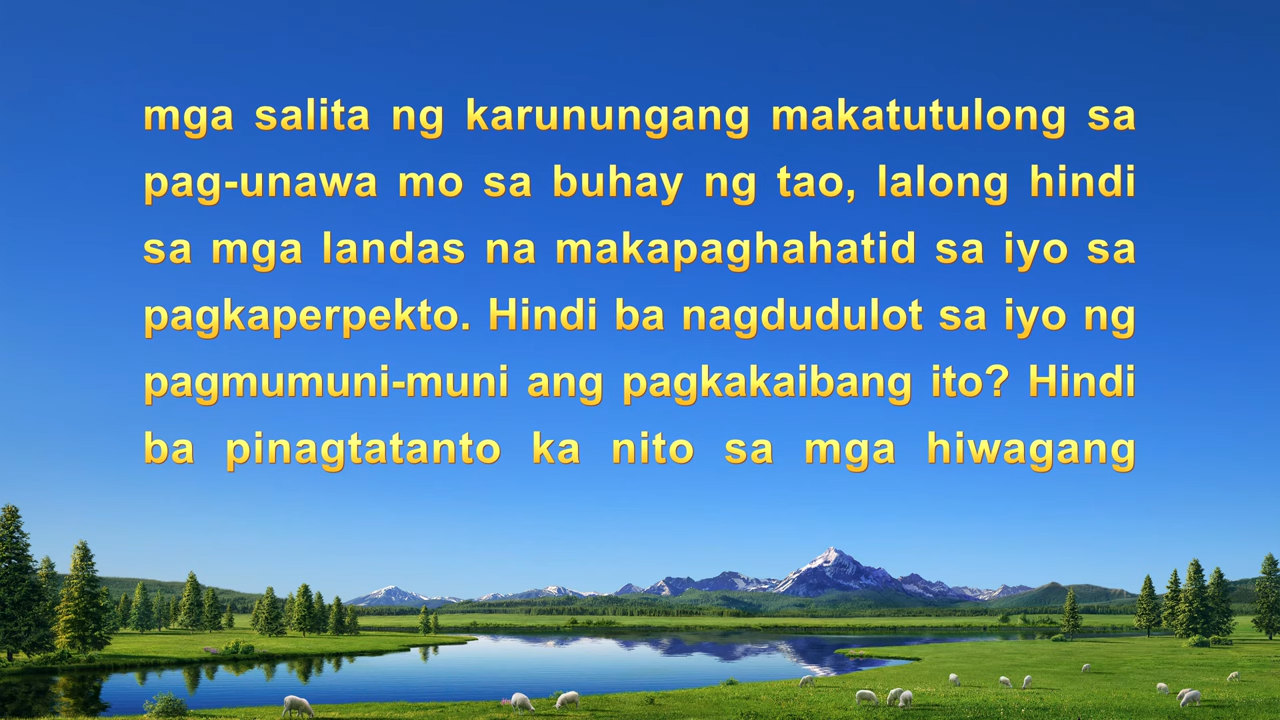 mga salita ng karunungang makatutulong sa
pag-unawa mo sa buhay ng tao, lalong hindi
sa mga landas na makapaghahatid sa iyo sa
pagkaperpekto. Hindi ba nagdudulot sa iyo ng
pagmumuni-muni ang pagkakaibang ito? Hindi
ba pinagtatanto ka nito sa mga hiwagang